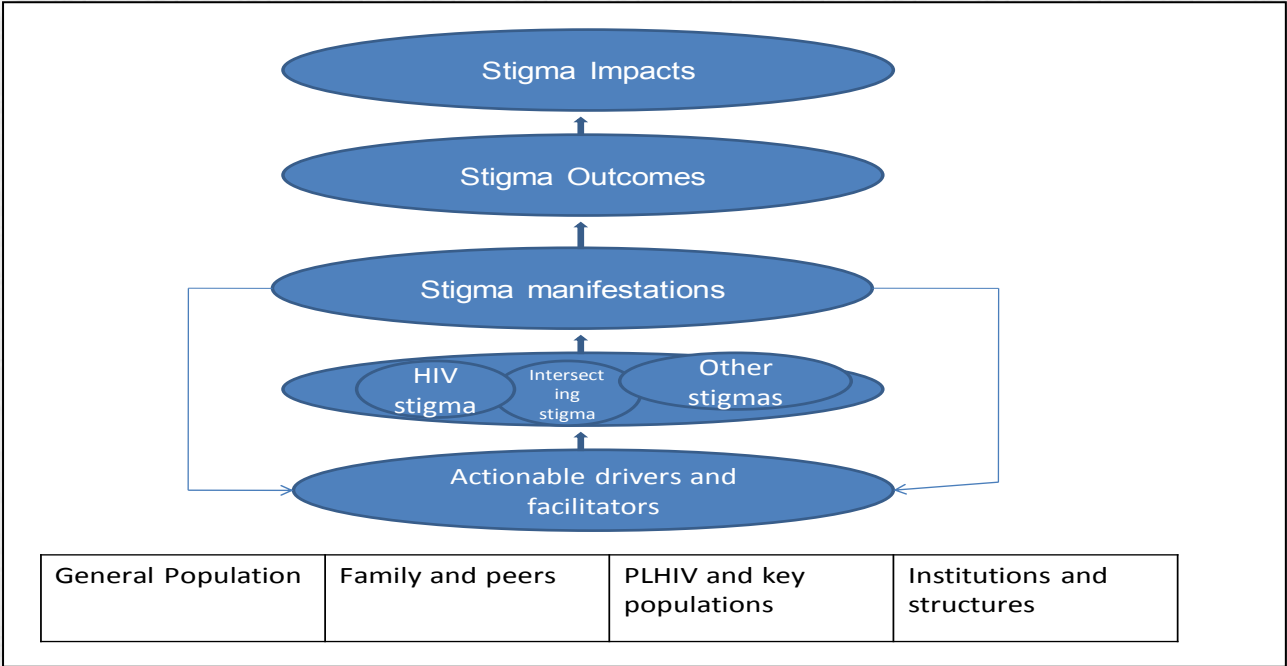 Stigma Impacts
Stigma Outcomes
Stigma manifestations
HIV
stigma
Intersect
ing
stigma
Other
stigmas
Actionable drivers and
facilitators
General Population
Family and peers
PLHIV and key
populations
Institutions and
structures